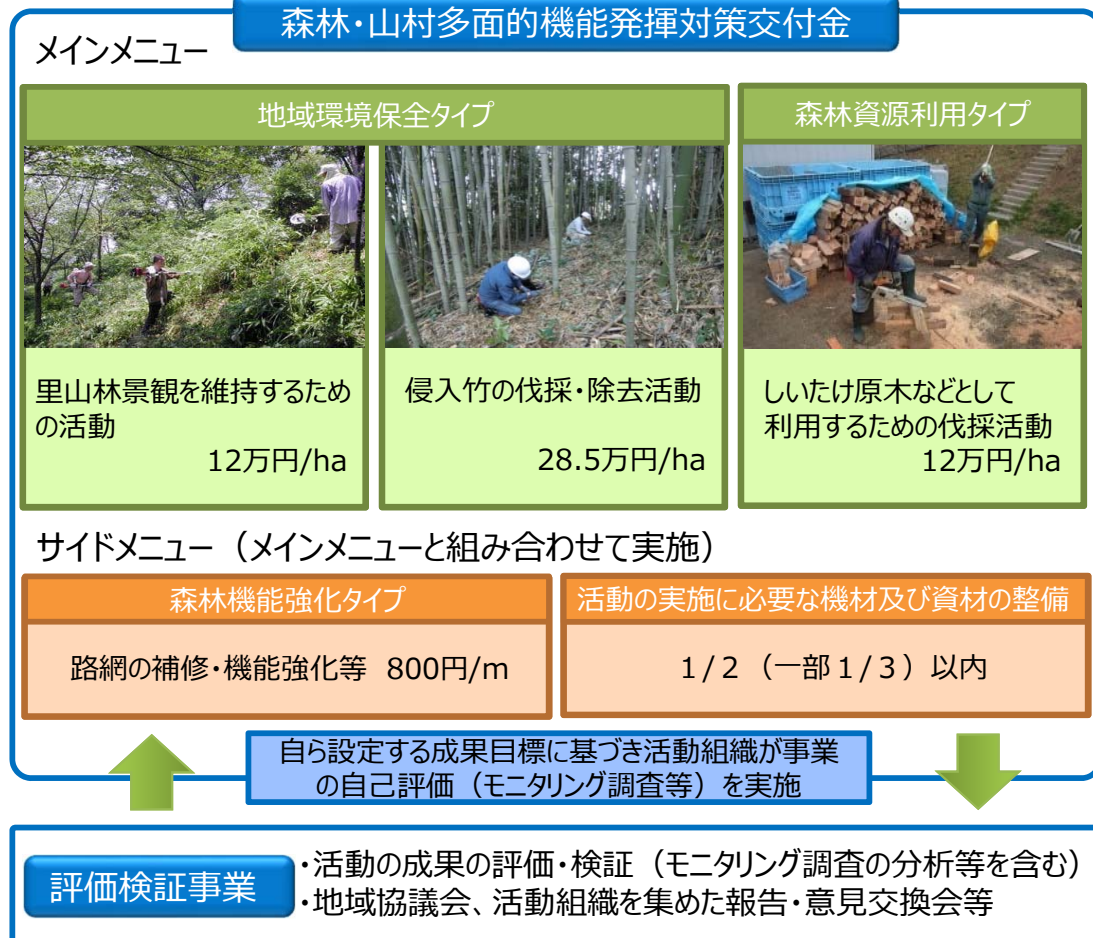 森林・山村多面的機能発揮対策交付金
メインメニュー
地域環境保全タイプ
森林資源利用タイプ
里山林景観を維持するため
の活動
12万円/ha
侵入竹の伐採・除去活動
28.5万円/ha
しいたけ原木などとして
利用するための伐採活動
12万円/ha
サイドメニュー（メインメニューと組み合わせて実施）
森林機能強化タイプ
路網の補修・機能強化等 800円/m
活動の実施に必要な機材及び資材の整備
１/２（一部１/３）以内
自ら設定する成果目標に基づき活動組織が事業
の自己評価（モニタリング調査等）を実施
評価検証事業
・活動の成果の評価・検証（モニタリング調査の分析等を含む）
・地域協議会、活動組織を集めた報告・意見交換会等